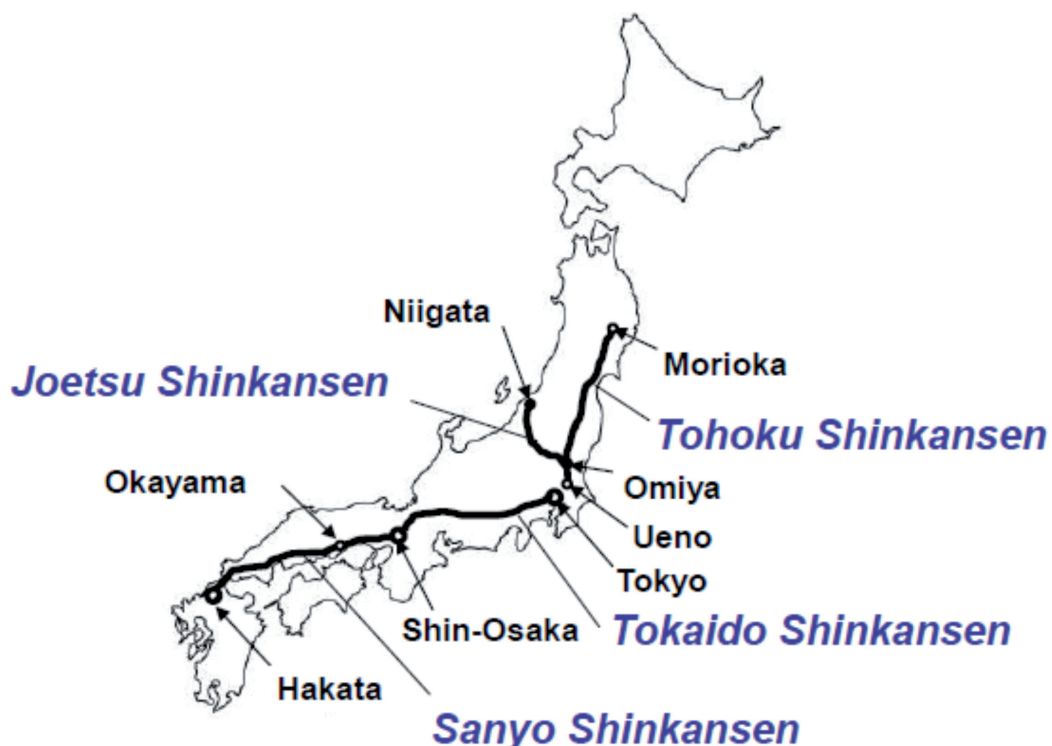 Niigata
Morioka
Joetsu Shinkansen
Tohoku Shinkansen
Okayama
Omiya
Ueno
Tokyo
Shin-Osaka
Tokaido Shinkansen
Hakata
Sanyo Shinkansen